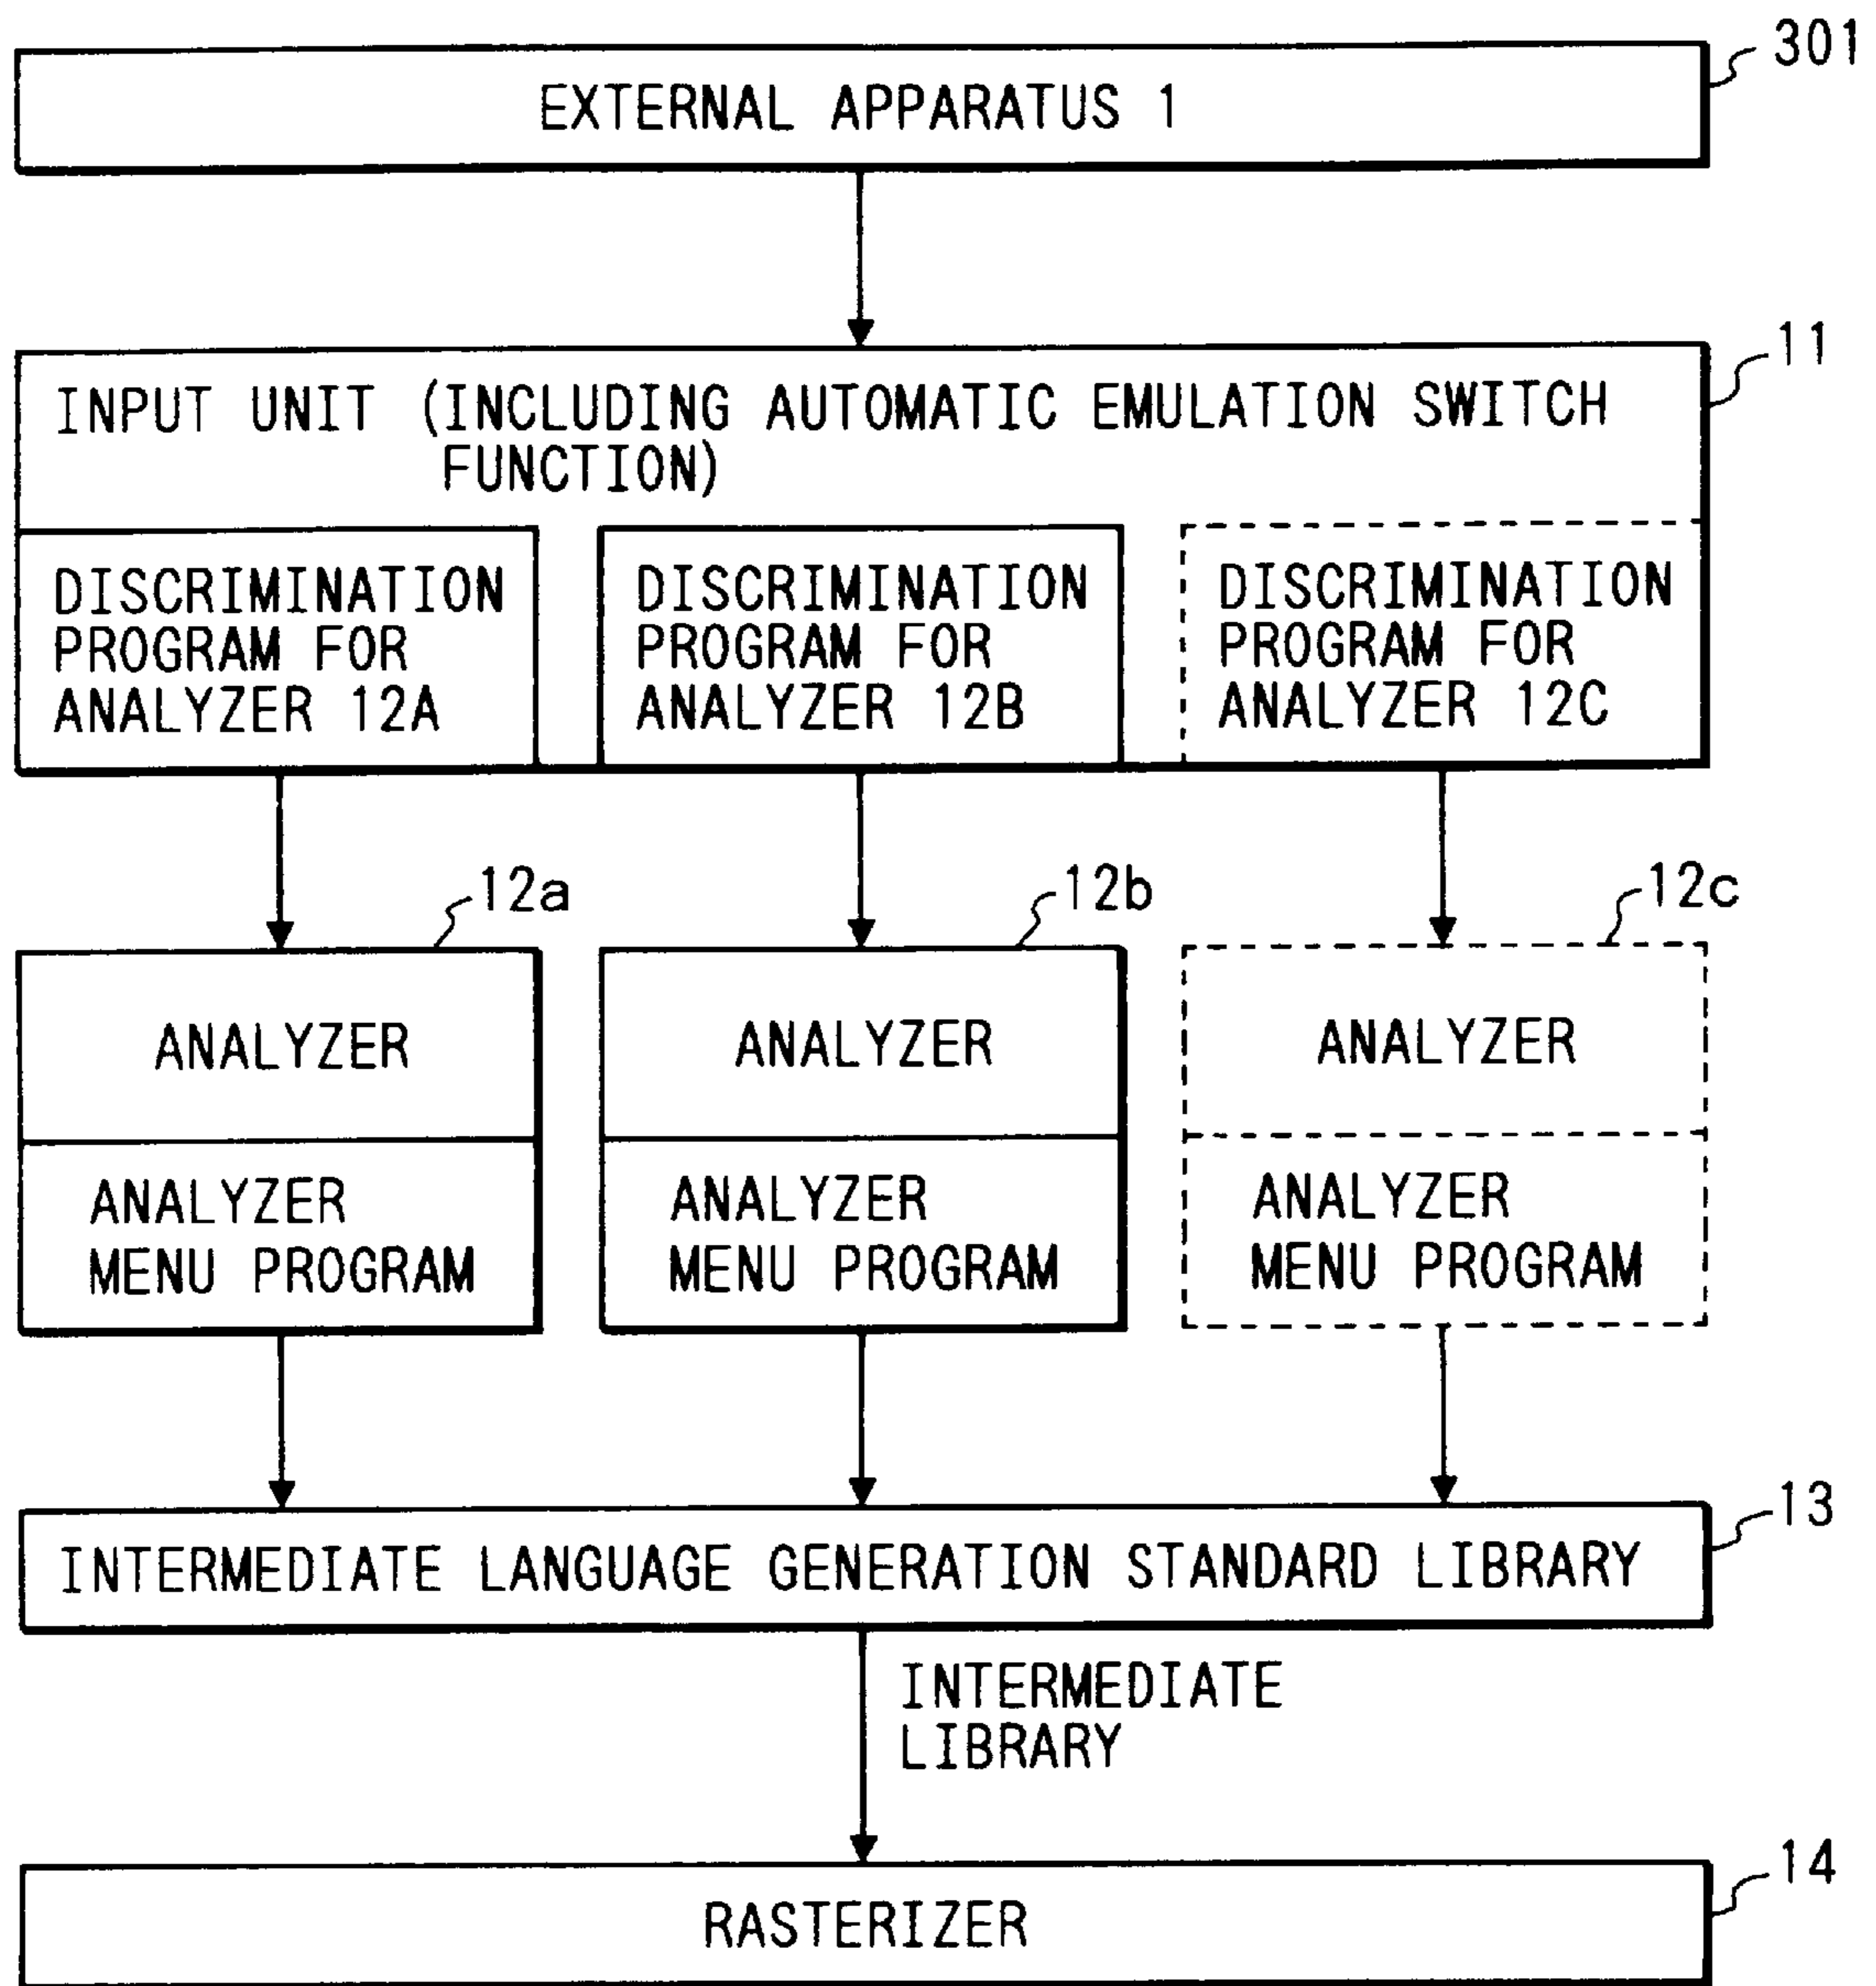 301
EXTERNAL APPARATUS 1
11
INPUT UNIT (INCLUDING AUTOMATIC EMULATION SWITCH
FUNCTION)
DISCRIMINATION
PROGRAM FOR
ANALYZER 12A
DISCRIMINATION
PROGRAM FOR
ANALYZER 12B
DISCRIMINATION
PROGRAM FOR
ANALYZER 12C
12a
12b
12c
ANALYZER
ANALYZER
MENU PROGRAM
ANALYZER
ANALYZER
MENU PROGRAM
ANALYZER
ANALYZER
MENU PROGRAM
13
INTERMEDIATE LANGUAGE GENERATION STANDARD LIBRARY
INTERMEDIATE
LIBRARY
14
RASTERIZER